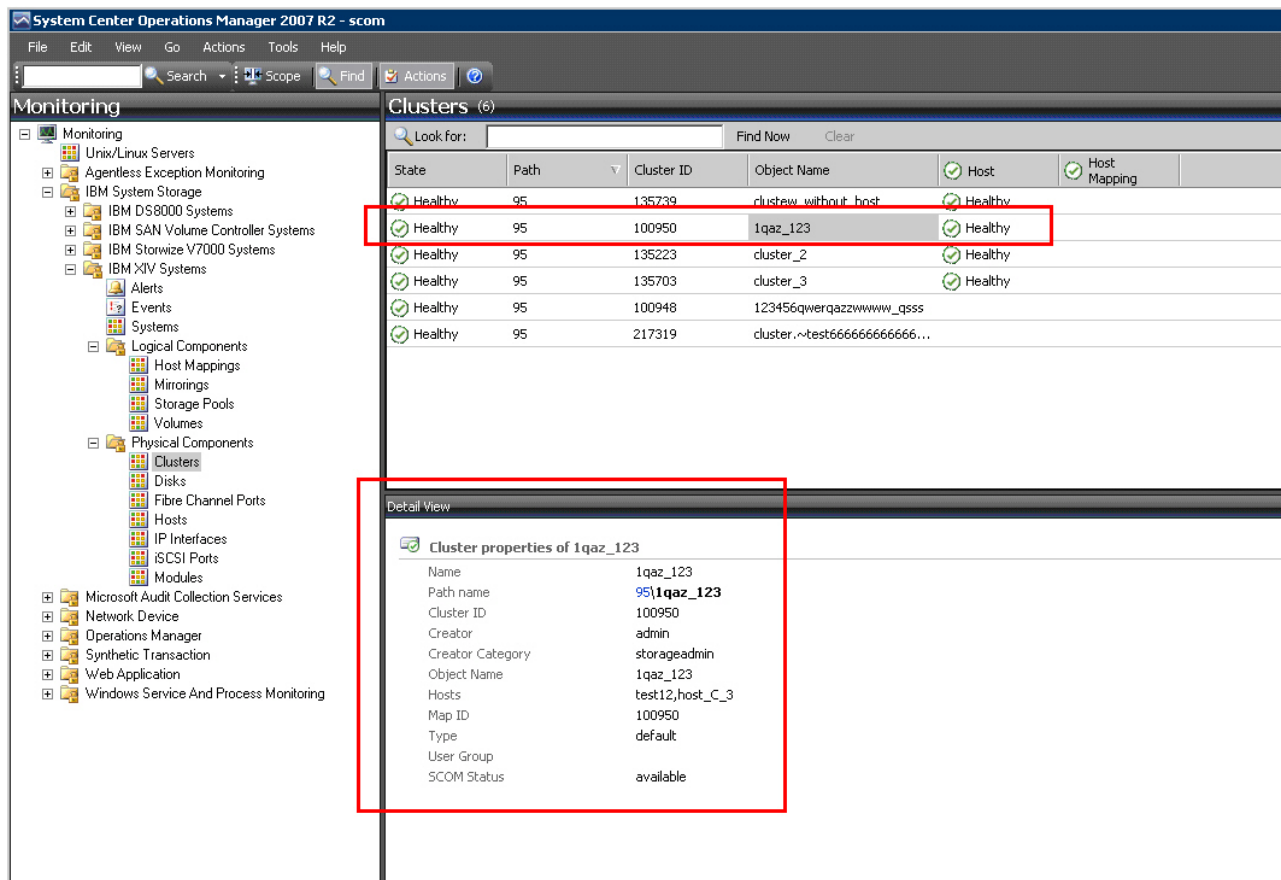 System Center Operations Manager 2007 R2 - scom
File Edit View Go Actions Tools Help
Search Scope Find Actions
Monitoring
Monitoring
Unix/Linux Servers
Agentless Exception Monitoring
IBM System Storage
IBM DS8000 Systems
IBM SAN Volume Controller Systems
IBM Storwize V7000 Systems
IBM XIV Systems
Alerts
Events
Systems
Logical Components
Host Mappings
Mirrorings
Storage Pools
Volumes
Physical Components
Clusters
Disks
Fibre Channel Ports
Hosts
IP Interfaces
iSCSI Ports
Modules
Microsoft Audit Collection Services
Network Device
Operations Manager
Synthetic Transaction
Web Application
Windows Service And Process Monitoring
Clusters (6)
Look for: Find Now Clear
State Path Cluster ID Object Name Host Host Mapping
Healthy 95 135739 clustew_without_host Healthy
Healthy 95 100950 1qaz_123 Healthy
Healthy 95 135223 cluster_2 Healthy
Healthy 95 135703 cluster_3 Healthy
Healthy 95 100948 123456qwerqazzwwww_qsss
Healthy 95 217319 cluster.~test666666666666...
Detail View
Cluster properties of 1qaz_123
Name 1qaz_123
Path name 95\1qaz_123
Cluster ID 100950
Creator admin
Creator Category storageadmin
Object Name 1qaz_123
Hosts test12,host_C_3
Map ID 100950
Type default
User Group
SCOM Status available